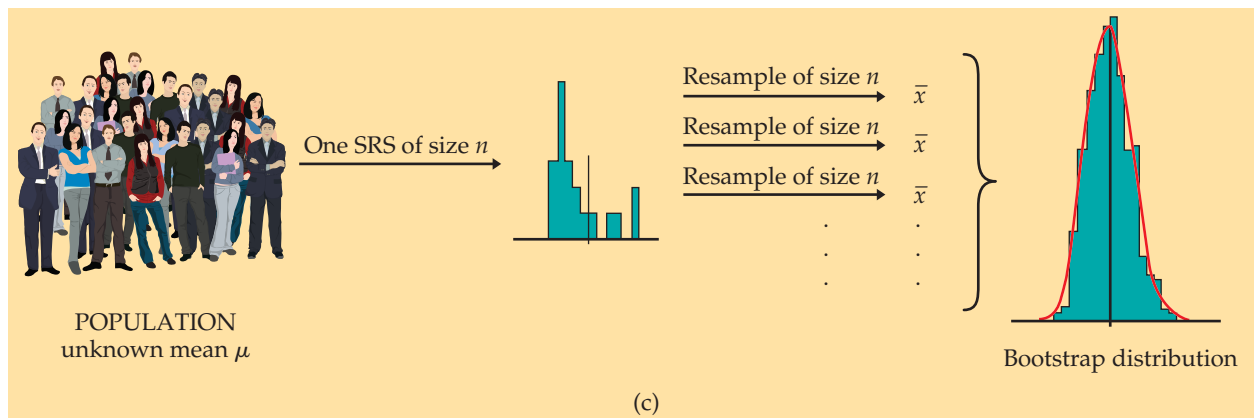 One SRS of size n
Resample of size n
x̄
Resample of size n
x̄
Resample of size n
x̄
POPULATION
unknown mean μ
Bootstrap distribution
(c)